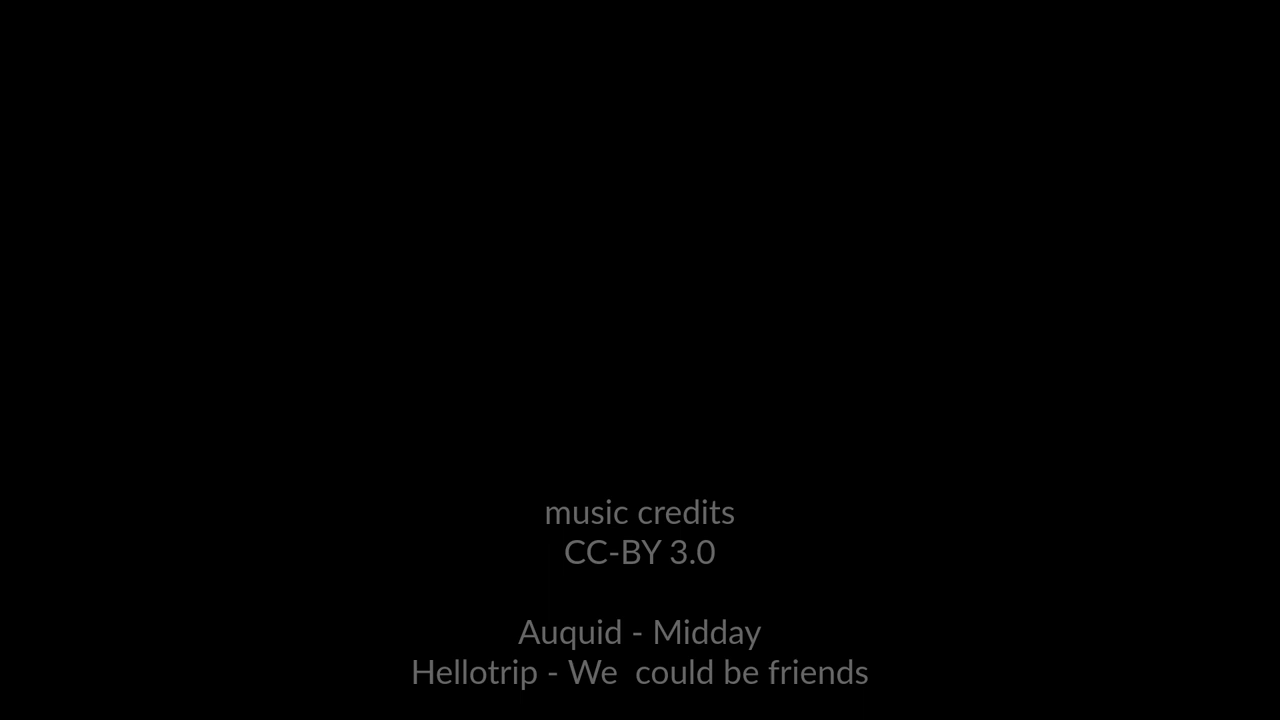 music credits
CC-BY 3.0
Auquid - Midday
Hellotrip - We  could be friends